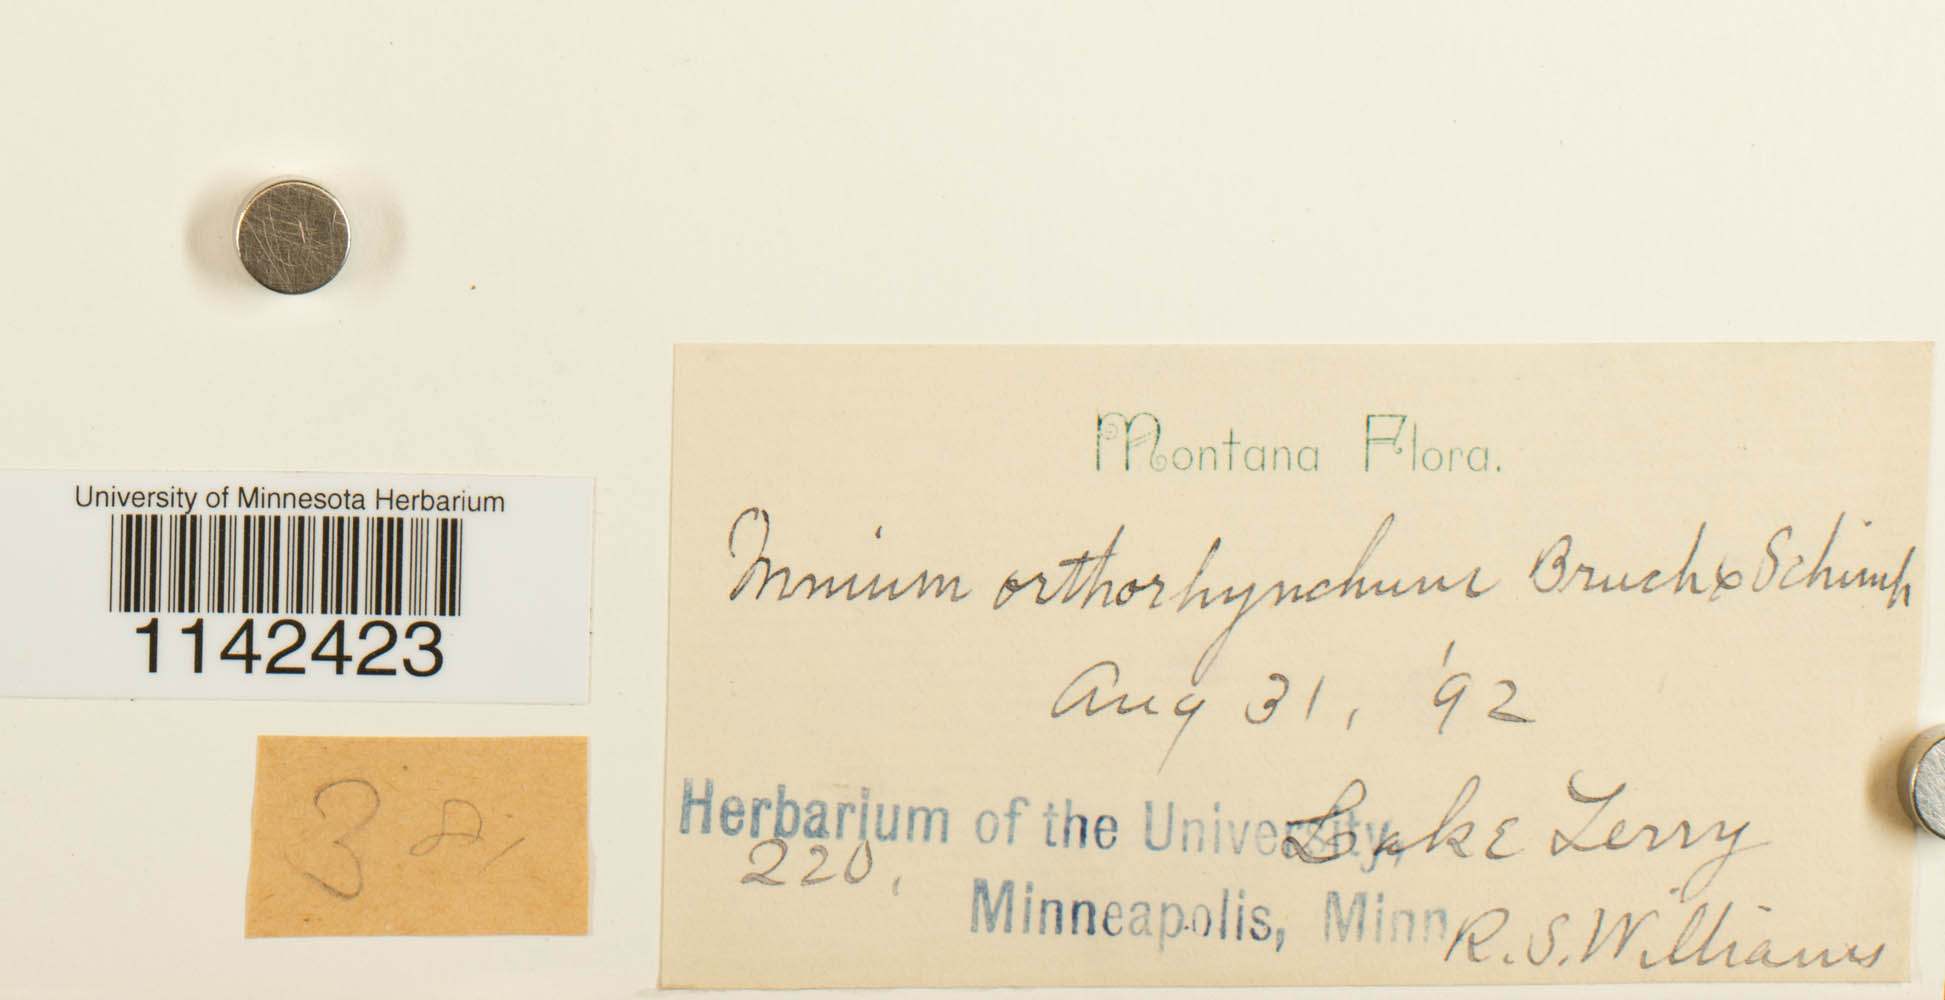 University of Minnesota Herbarium
1142423
3
Montana Flora.
Mnium orthorhynchum Bruch & Schimp
Aug 31, '92
Herbarium of the University,
Lake Terry
220,
Minneapolis, Minn
R. S. Williams